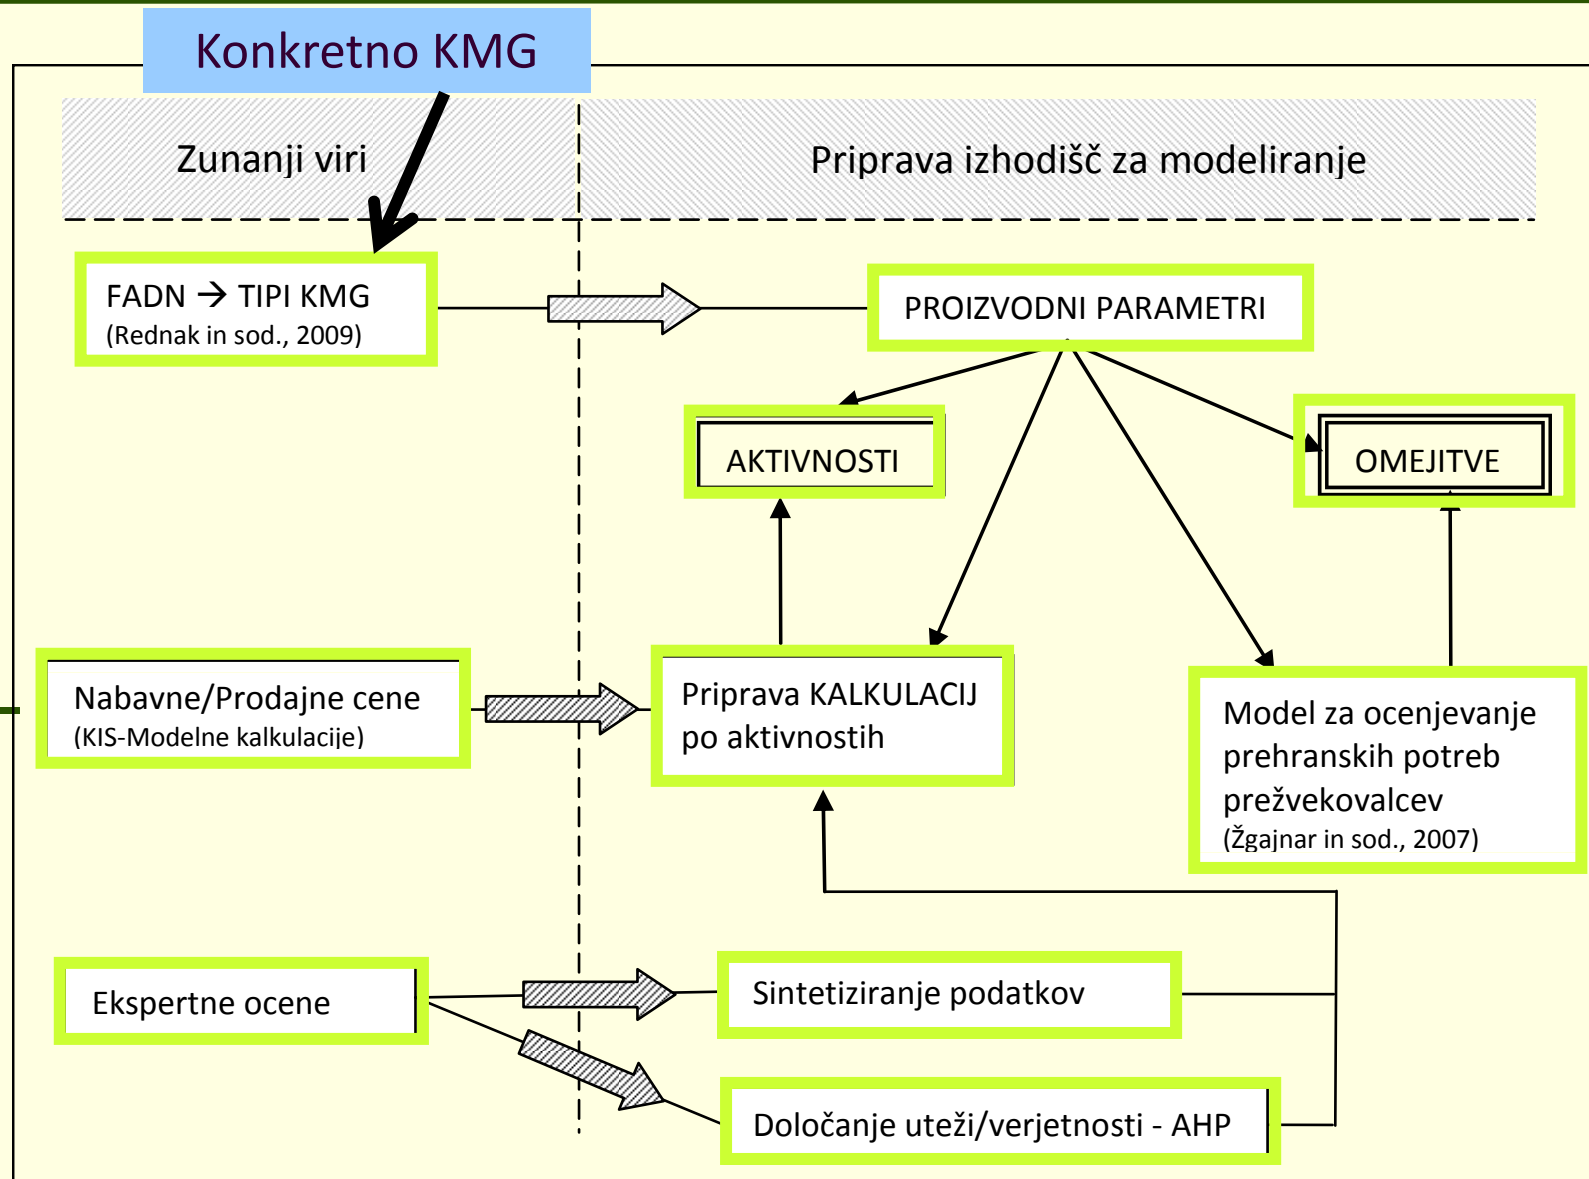 Konkretno KMG
Zunanji viri
Priprava izhodišč za modeliranje
FADN → TIPI KMG
(Rednak in sod., 2009)
PROIZVODNI PARAMETRI
AKTIVNOSTI
OMEJITVE
Nabavne/Prodajne cene
(KIS-Modelne kalkulacije)
Priprava KALKULACIJ
po aktivnostih
Model za ocenjevanje
prehranskih potreb
prežvekovalcev
(Žgajnar in sod., 2007)
Ekspertne ocene
Sintetiziranje podatkov
Določanje uteži/verjetnosti - AHP